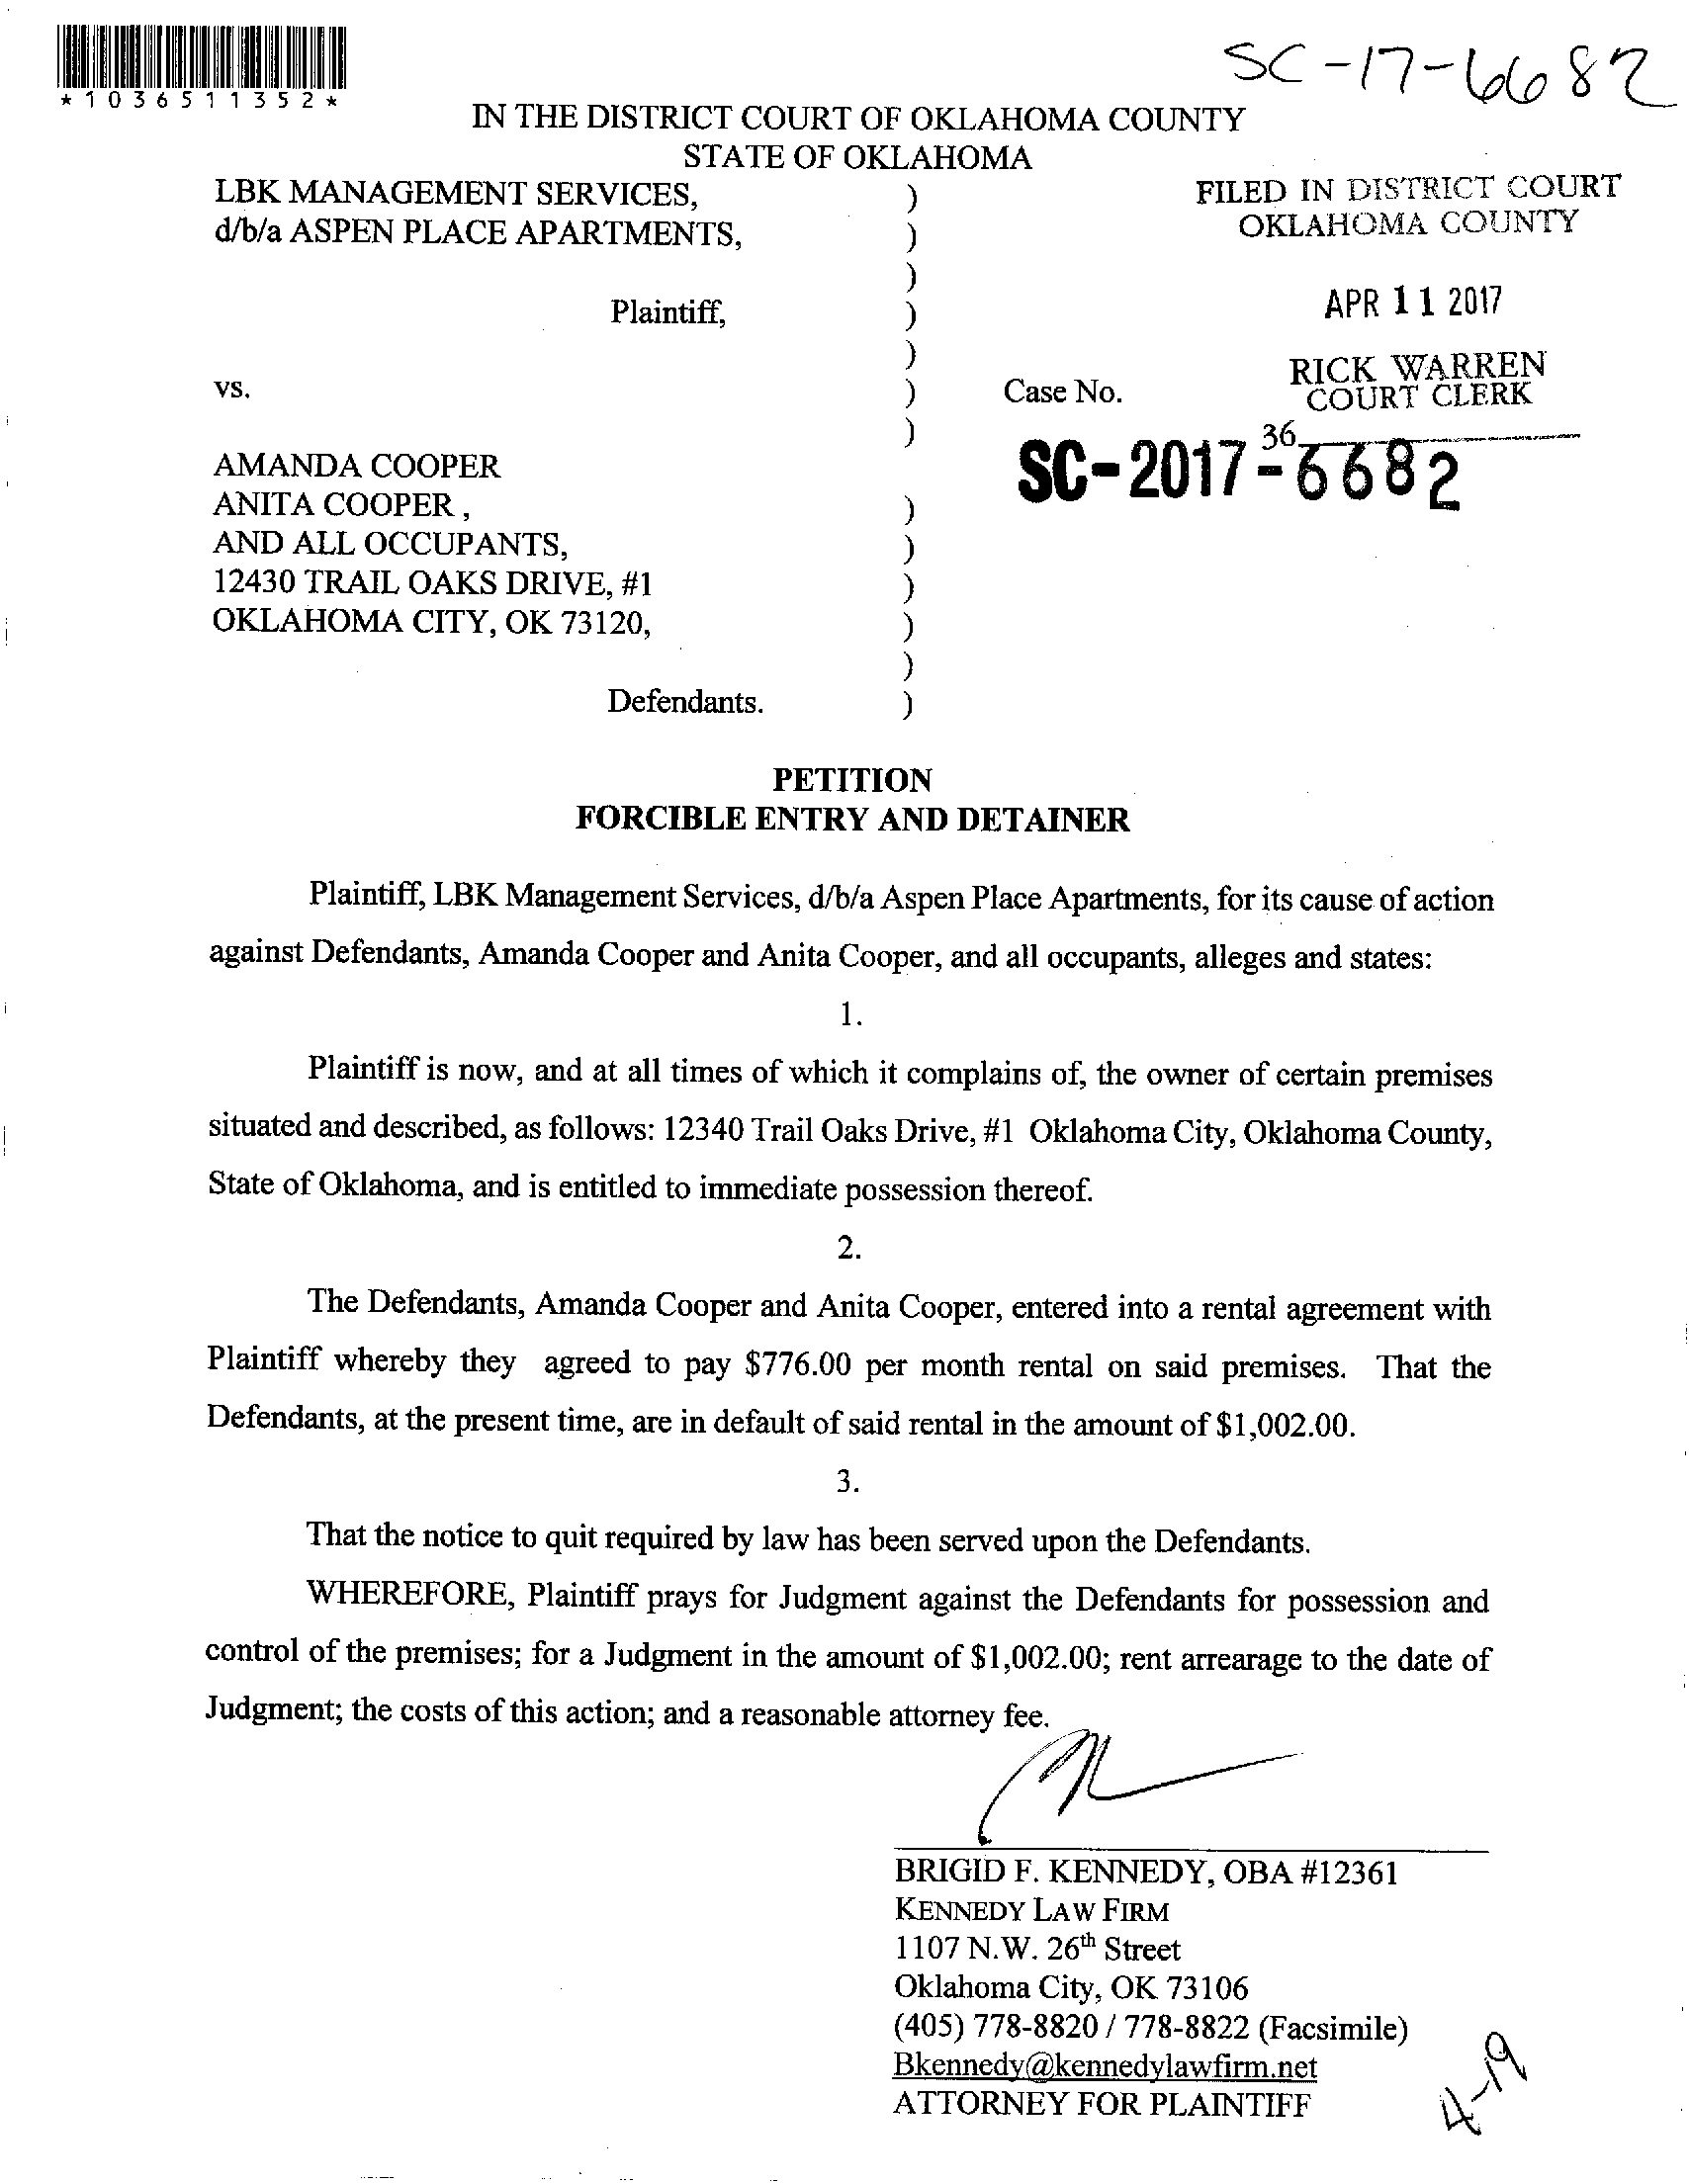 SC-17-6682
*1036511352*
IN THE DISTRICT COURT OF OKLAHOMA COUNTY
STATE OF OKLAHOMA
LBK MANAGEMENT SERVICES, )
d/b/a ASPEN PLACE APARTMENTS, )
)
Plaintiff, )
)
vs. )
)
AMANDA COOPER
ANITA COOPER , )
AND ALL OCCUPANTS, )
12430 TRAIL OAKS DRIVE, #1 )
OKLAHOMA CITY, OK 73120, )
)
Defendants. )
FILED IN DISTRICT COURT
OKLAHOMA COUNTY
APR 11 2017
RICK WARREN
COURT CLERK
36
Case No.
SC-2017-6682
PETITION
FORCIBLE ENTRY AND DETAINER
Plaintiff, LBK Management Services, d/b/a Aspen Place Apartments, for its cause of action
against Defendants, Amanda Cooper and Anita Cooper, and all occupants, alleges and states:
1.
Plaintiff is now, and at all times of which it complains of, the owner of certain premises
situated and described, as follows: 12340 Trail Oaks Drive, #1 Oklahoma City, Oklahoma County,
State of Oklahoma, and is entitled to immediate possession thereof.
2.
The Defendants, Amanda Cooper and Anita Cooper, entered into a rental agreement with
Plaintiff whereby they agreed to pay $776.00 per month rental on said premises. That the
Defendants, at the present time, are in default of said rental in the amount of $1,002.00.
3.
That the notice to quit required by law has been served upon the Defendants.
WHEREFORE, Plaintiff prays for Judgment against the Defendants for possession and
control of the premises; for a Judgment in the amount of $1,002.00; rent arrearage to the date of
Judgment; the costs of this action; and a reasonable attorney fee.
BRIGID F. KENNEDY, OBA #12361
KENNEDY LAW FIRM
1107 N.W. 26th Street
Oklahoma City, OK 73106
(405) 778-8820 / 778-8822 (Facsimile)
Bkennedy@kennedylawfirm.net
ATTORNEY FOR PLAINTIFF
4-19